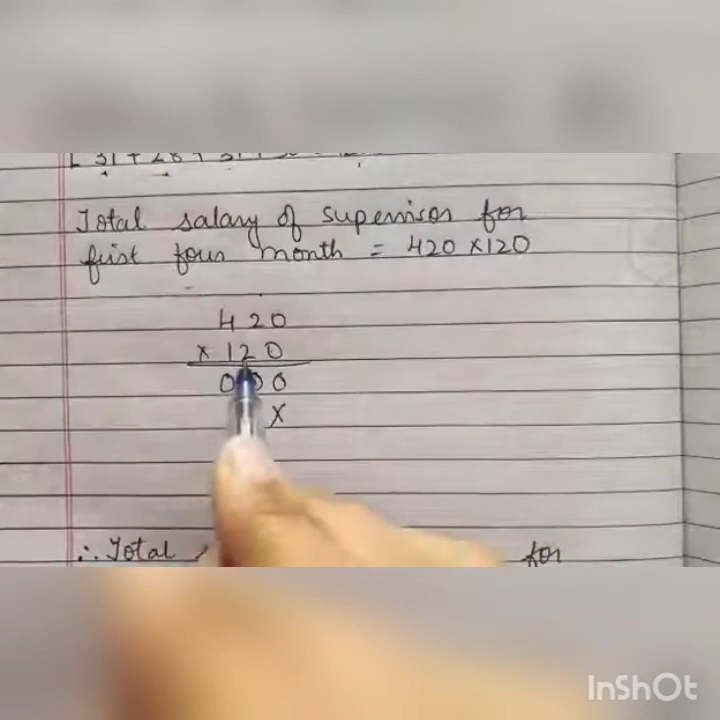 Total salary of supervisor for
first four month = 420 × 120
420
× 120
000
×
∴ Total for
InShOt